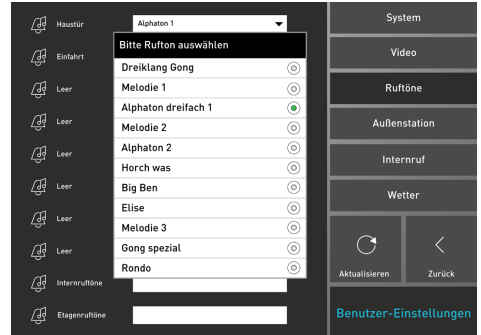 Haustür
Alphaton 1
Einfahrt
Leer
Leer
Leer
Leer
Leer
Leer
Internruftöne
Etagenruftöne
Bitte Rufton auswählen
Dreiklang Gong
Melodie 1
Alphaton dreifach 1
Melodie 2
Alphaton 2
Horch was
Big Ben
Elise
Melodie 3
Gong spezial
Rondo
System
Video
Ruftöne
Außenstation
Internruf
Wetter
Aktualisieren
Zurück
Benutzer-Einstellungen